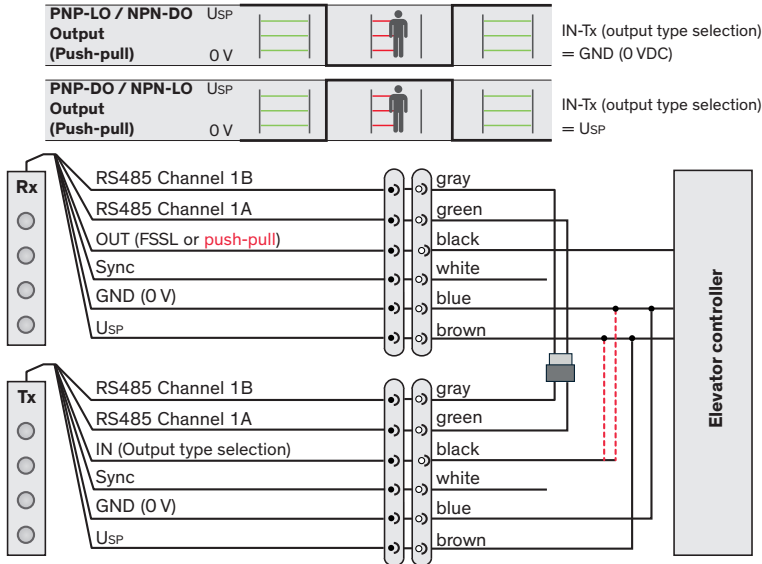 PNP-LO / NPN-DO USP
Output
(Push-pull) 0 V
IN-Tx (output type selection)
= GND (0 VDC)
PNP-DO / NPN-LO USP
Output
(Push-pull) 0 V
IN-Tx (output type selection)
= USP
Rx
RS485 Channel 1B
gray
RS485 Channel 1A
green
OUT (FSSL or push-pull)
black
Sync
white
GND (0 V)
blue
USP
brown
Tx
RS485 Channel 1B
gray
RS485 Channel 1A
green
IN (Output type selection)
black
Sync
white
GND (0 V)
blue
USP
brown
Elevator controller